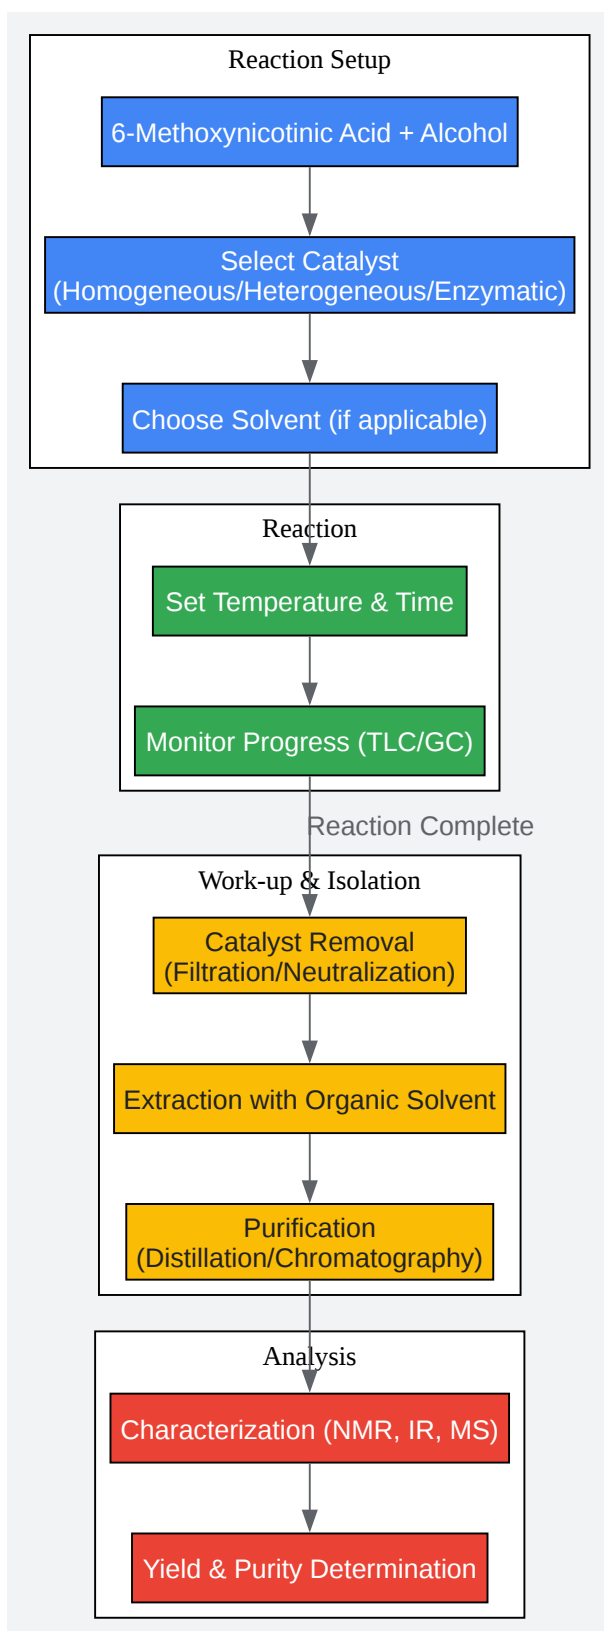 Reaction Setup
6-Methoxynicotinic Acid + Alcohol
Select Catalyst
(Homogeneous/Heterogeneous/Enzymatic)
Choose Solvent (if applicable)
Reaction
Set Temperature & Time
Monitor Progress (TLC/GC)
Reaction Complete
Work-up & Isolation
Catalyst Removal
(Filtration/Neutralization)
Extraction with Organic Solvent
Purification
(Distillation/Chromatography)
Analysis
Characterization (NMR, IR, MS)
Yield & Purity Determination